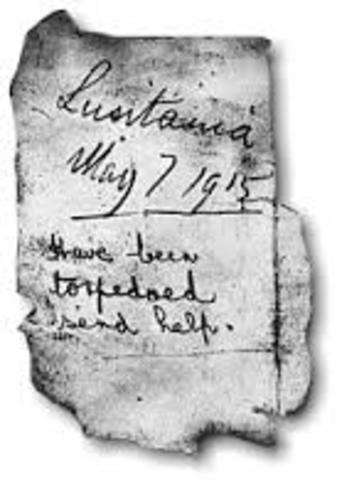 Lusitania
May 7 1915
Have been
torpedoed
send help.